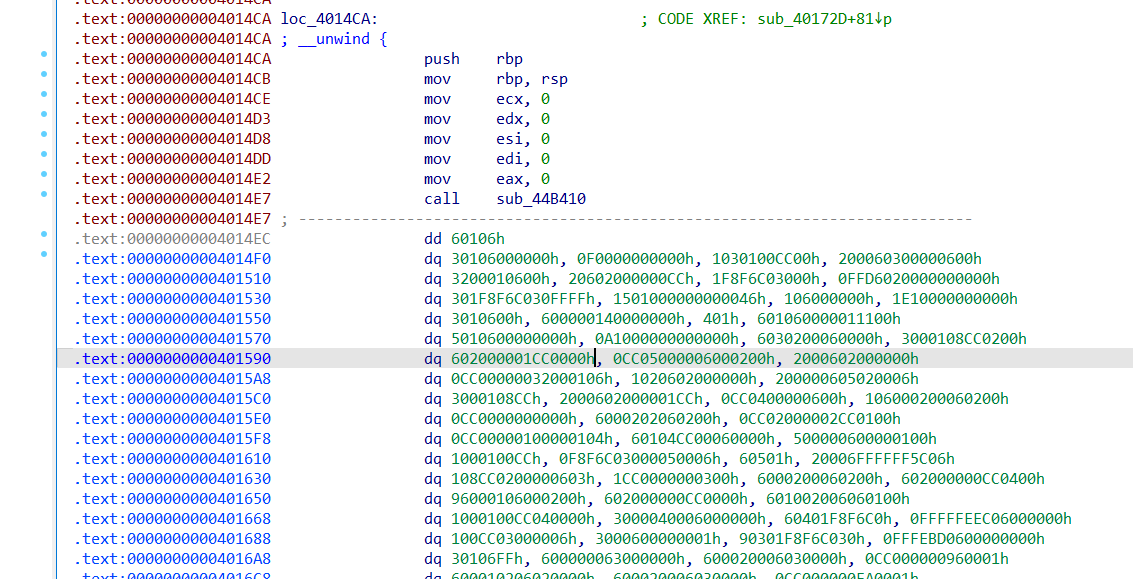 .text:00000000004014CA loc_4014CA: ; CODE XREF: sub_40172D+81↓p
.text:00000000004014CA ; __unwind {
.text:00000000004014CA push rbp
.text:00000000004014CB mov rbp, rsp
.text:00000000004014CE mov ecx, 0
.text:00000000004014D3 mov edx, 0
.text:00000000004014D8 mov esi, 0
.text:00000000004014DD mov edi, 0
.text:00000000004014E2 mov eax, 0
.text:00000000004014E7 call sub_44B410
.text:00000000004014E7 ; ---------------------------------------------------------------------------
.text:00000000004014EC dd 60106h
.text:00000000004014F0 dq 30106000000h, 0F0000000000h, 1030100CC00h, 200060300000600h
.text:0000000000401510 dq 3200010600h, 20602000000CCh, 1F8F6C03000h, 0FFD6020000000000h
.text:0000000000401530 dq 301F8F6C030FFFFh, 1501000000000046h, 106000000h, 1E10000000000h
.text:0000000000401550 dq 3010600h, 600000140000000h, 401h, 601060000011100h
.text:0000000000401570 dq 5010600000000h, 0A1000000000000h, 6030200060000h, 3000108CC0200h
.text:0000000000401590 dq 602000001CC0000h, 0CC05000006000200h, 2000602000000h
.text:00000000004015A8 dq 0CC00000032000106h, 1020602000000h, 200000605020006h
.text:00000000004015C0 dq 3000108CCh, 2000602000001CCh, 0CC0400000600h, 106000200060200h
.text:00000000004015E0 dq 0CC0000000000h, 6000202060200h, 0CC02000002CC0100h
.text:00000000004015F8 dq 0CC00000100000104h, 60104CC00060000h, 500000600000100h
.text:0000000000401610 dq 1000100CCh, 0F8F6C03000050006h, 60501h, 20006FFFFFF5C06h
.text:0000000000401630 dq 108CC0200000603h, 1CC0000000300h, 6000200060200h, 602000000CC0400h
.text:0000000000401650 dq 96000106000200h, 602000000CC0000h, 601002006060100h
.text:0000000000401668 dq 1000100CC040000h, 3000040006000000h, 60401F8F6C0h, 0FFFFFEEC06000000h
.text:0000000000401688 dq 100CC03000006h, 3000600000001h, 90301F8F6C030h, 0FFFEBD0600000000h
.text:00000000004016A8 dq 30106FFh, 600000063000000h, 600020006030000h, 0CC000000960001h